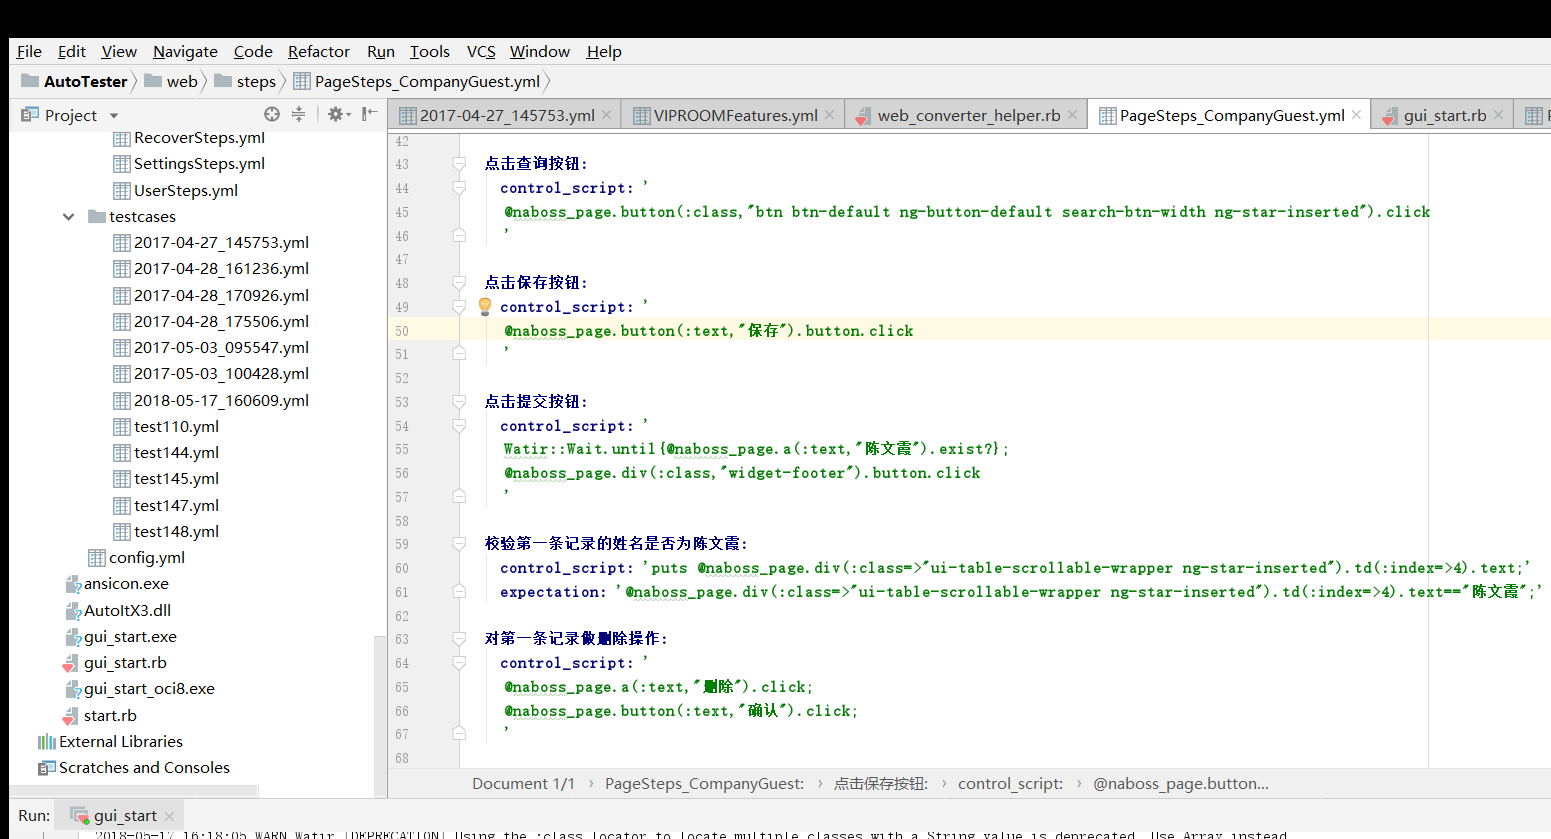 File Edit View Navigate Code Refactor Run Tools VCS Window Help
AutoTester web steps PageSteps_CompanyGuest.yml
Project
2017-04-27_145753.yml VIPROOMFeatures.yml web_converter_helper.rb PageSteps_CompanyGuest.yml gui_start.rb
RecoverSteps.yml
SettingsSteps.yml
UserSteps.yml
testcases
2017-04-27_145753.yml
2017-04-28_161236.yml
2017-04-28_170926.yml
2017-04-28_175506.yml
2017-05-03_095547.yml
2017-05-03_100428.yml
2018-05-17_160609.yml
test110.yml
test144.yml
test145.yml
test147.yml
test148.yml
config.yml
ansicon.exe
AutoItX3.dll
gui_start.exe
gui_start.rb
gui_start_oci8.exe
start.rb
External Libraries
Scratches and Consoles
42
43 点击查询按钮:
44 control_script: '
45 @naboss_page.button(:class,"btn btn-default ng-button-default search-btn-width ng-star-inserted").click
46 '
47
48 点击保存按钮:
49 control_script: '
50 @naboss_page.button(:text,"保存").button.click
51 '
52
53 点击提交按钮:
54 control_script: '
55 Watir::Wait.until{@naboss_page.a(:text,"陈文霞").exist?};
56 @naboss_page.div(:class,"widget-footer").button.click
57 '
58
59 校验第一条记录的姓名是否为陈文霞:
60 control_script: 'puts @naboss_page.div(:class=>"ui-table-scrollable-wrapper ng-star-inserted").td(:index=>4).text;'
61 expectation: '@naboss_page.div(:class=>"ui-table-scrollable-wrapper ng-star-inserted").td(:index=>4).text=="陈文霞";'
62
63 对第一条记录做删除操作:
64 control_script: '
65 @naboss_page.a(:text,"删除").click;
66 @naboss_page.button(:text,"确认").click;
67 '
68
Document 1/1 › PageSteps_CompanyGuest: › 点击保存按钮: › control_script: › @naboss_page.button...
Run: gui_start
2018-05-17 16:18:05 WARN Watir [DEPRECATION] Using the :class locator to locate multiple classes with a String value is deprecated. Use Array instead.